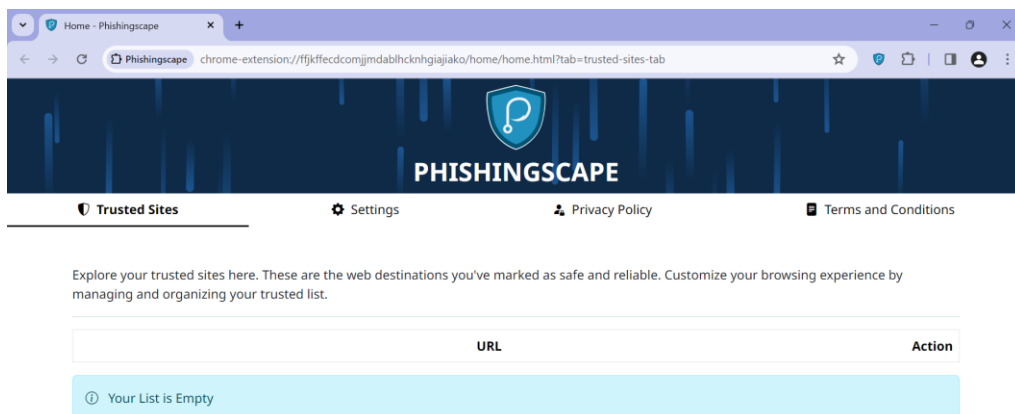 Home - Phishingscape
Phishingscape chrome-extension://ffjkffecdcomjjmdablhcknhgiajiako/home/home.html?tab=trusted-sites-tab
PHISHINGSCAPE
Trusted Sites Settings Privacy Policy Terms and Conditions
Explore your trusted sites here. These are the web destinations you've marked as safe and reliable. Customize your browsing experience by
managing and organizing your trusted list.
URL Action
Your List is Empty